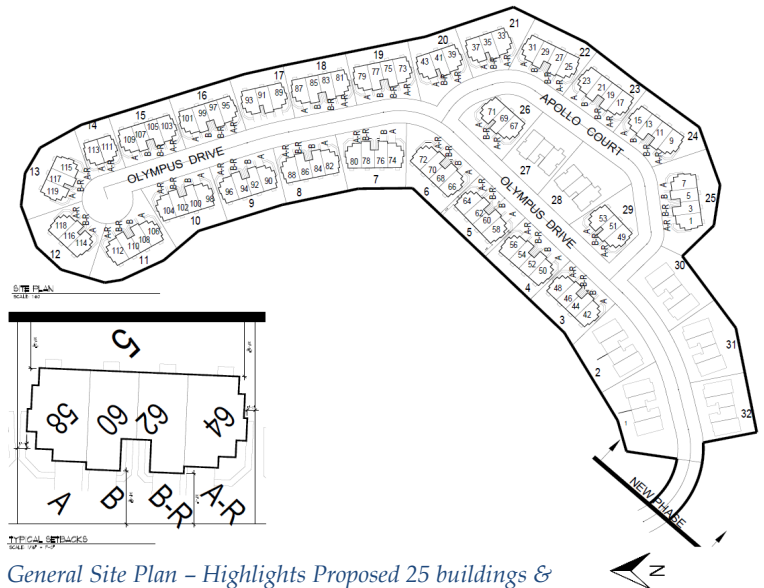 21
20
19
18
17
16
15
14
13
12
11
10
9
8
7
6
5
4
3
2
1
22
23
24
25
26
27
28
29
30
31
32
37 35 33
43 41 39
79 77 75 73
87 85 83 81
93 91 89
101 99 97 95
109 107 105 103
113 111
115
117
119
118
116
114
112 110 108 106
104 102 100 98
96 94 92 90
88 86 84 82
80 78 76 74
72
70
68
66
64
62
60
58
56
54
52
50
48
46
44
42
31 29 27 25
23 21 19 17
15 13 11 9
7
5
3
1
71
69
67
53
51
49
OLYMPUS DRIVE
APOLLO COURT
OLYMPUS DRIVE
SITE PLAN
5
58 60 62 64
A B B-R A-R
TYPICAL SETBACKS
NEW PHASE
N
General Site Plan – Highlights Proposed 25 buildings &